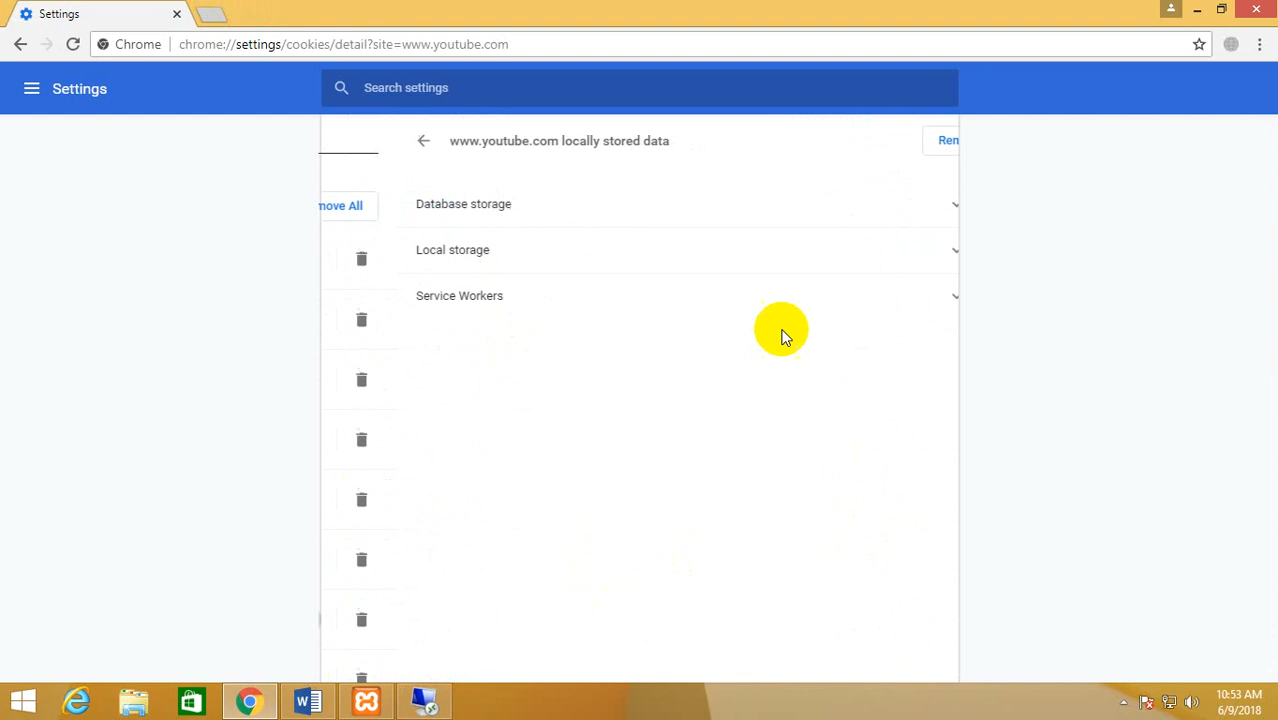 Settings
Chrome
chrome://settings/cookies/detail?site=www.youtube.com
Settings
Search settings
www.youtube.com locally stored data
Ren
move All
Database storage
Local storage
Service Workers
10:53 AM
6/9/2018